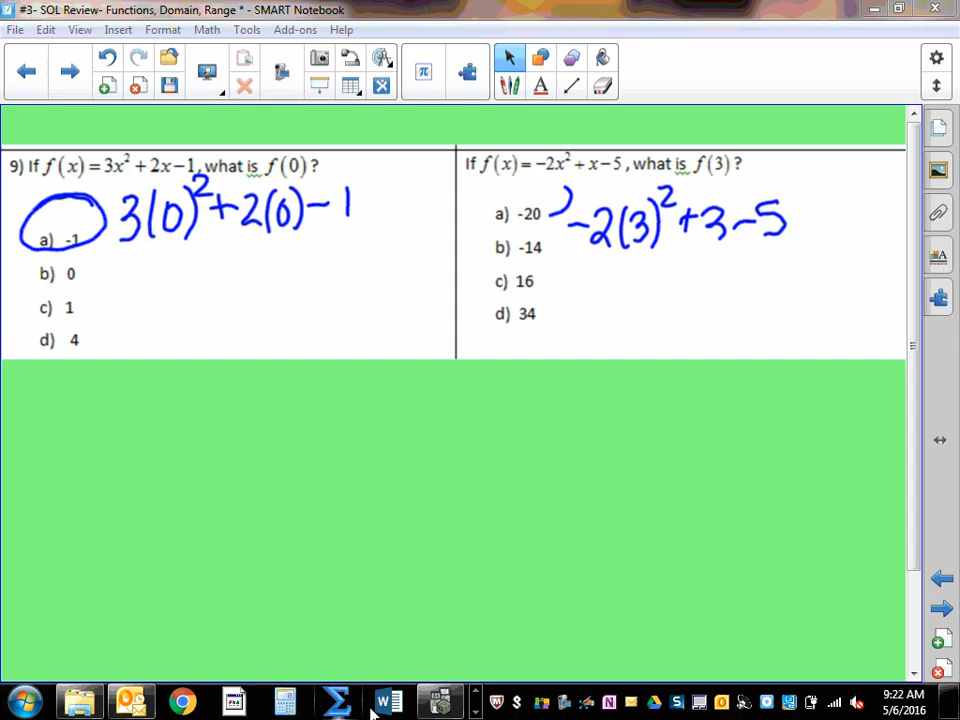 #3- SOL Review- Functions, Domain, Range * - SMART Notebook
File Edit View Insert Format Math Tools Add-ons Help
9) If f(x) = 3x² + 2x − 1, what is f(0)?
3(0)²+2(0)−1
a) -1
b) 0
c) 1
d) 4
If f(x) = −2x² + x − 5, what is f(3)?
−2(3)²+3−5
a) -20
b) -14
c) 16
d) 34
9:22 AM
5/6/2016